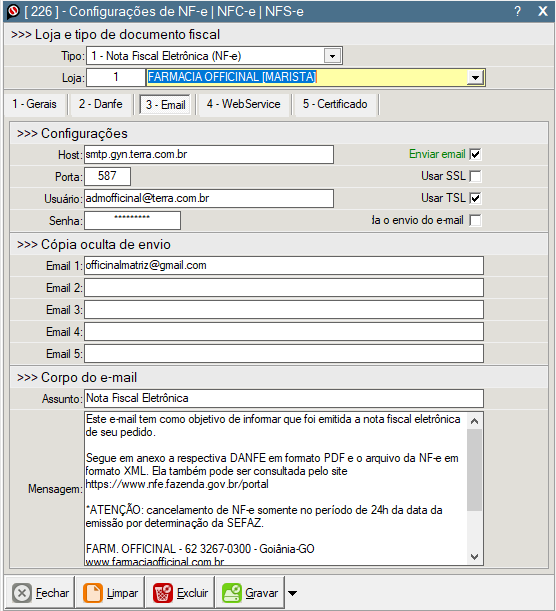 [ 226 ] - Configurações de NF-e | NFC-e | NFS-e ? X
>>> Loja e tipo de documento fiscal
Tipo: 1 - Nota Fiscal Eletrônica (NF-e)
Loja: 1 FARMACIA OFFICINAL [MARISTA]
1 - Gerais 2 - Danfe 3 - Email 4 - WebService 5 - Certificado
>>> Configurações
Host: smtp.gyn.terra.com.br Enviar email
Porta: 587 Usar SSL
Usuário: admofficinal@terra.com.br Usar TSL
Senha: ********* la o envio do e-mail
>>> Cópia oculta de envio
Email 1: officinalmatriz@gmail.com
Email 2:
Email 3:
Email 4:
Email 5:
>>> Corpo do e-mail
Assunto: Nota Fiscal Eletrônica
Mensagem:
Este e-mail tem como objetivo de informar que foi emitida a nota fiscal eletrônica
de seu pedido.
Segue em anexo a respectiva DANFE em formato PDF e o arquivo da NF-e em
formato XML. Ela também pode ser consultada pelo site
https://www.nfe.fazenda.gov.br/portal
*ATENÇÃO: cancelamento de NF-e somente no período de 24h da data da
emissão por determinação da SEFAZ.
FARM. OFFICINAL - 62 3267-0300 - Goiânia-GO
www.farmaciaofficinal.com.br
Fechar Limpar Excluir Gravar